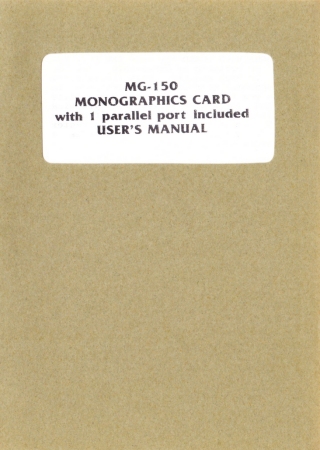 MG-150
MONOGRAPHICS CARD
with 1 parallel port included
USER'S MANUAL